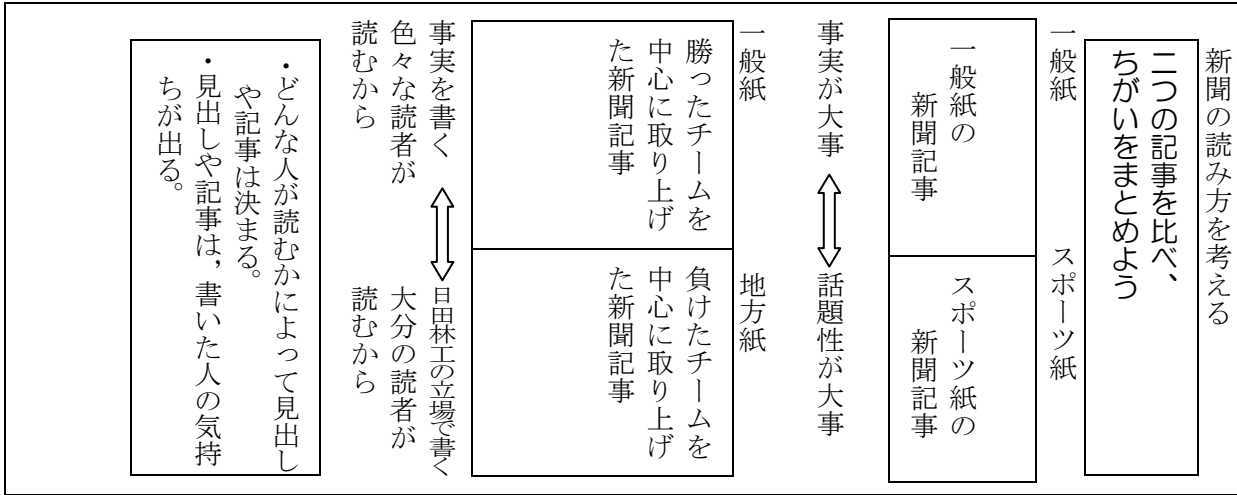 新聞の読み方を考える
二つの記事を比べ、
ちがいをまとめよう
一般紙
スポーツ紙
一般紙の
新聞記事
スポーツ紙の
新聞記事
事実が大事
⇔
話題性が大事
一般紙
地方紙
勝ったチームを
中心に取り上げ
た新聞記事
負けたチームを
中心に取り上げ
た新聞記事
事実を書く
色々な読者が
読むから
⇔
日田林工の立場で書く
大分の読者が
読むから
・どんな人が読むかによって見出し
や記事は決まる。
・見出しや記事は，書いた人の気持
ちが出る。